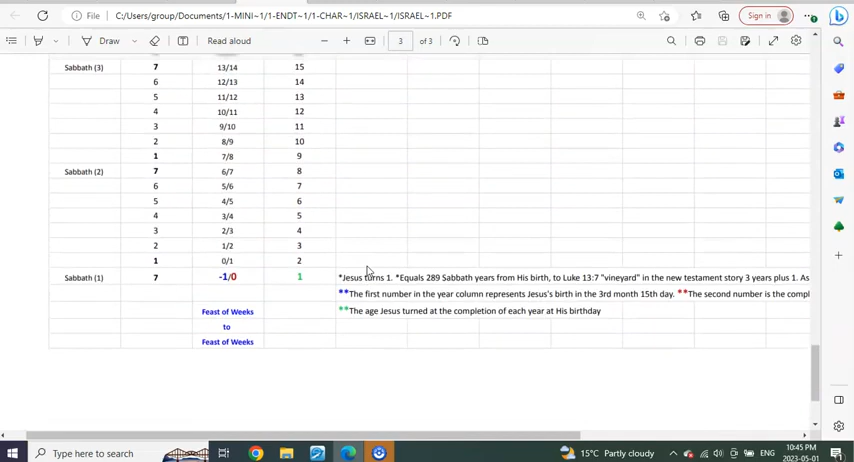 File C:/Users/group/Documents/1-MINI~1/1-ENDT~1/1-CHAR~1/ISRAEL~1/ISRAEL~1.PDF Sign in
Draw Read aloud 3 of 3
Sabbath (3) 7 13/14 15
6 12/13 14
5 11/12 13
4 10/11 12
3 9/10 11
2 8/9 10
1 7/8 9
Sabbath (2) 7 6/7 8
6 5/6 7
5 4/5 6
4 3/4 5
3 2/3 4
2 1/2 3
1 0/1 2
Sabbath (1) 7 -1/0 1 *Jesus turns 1. *Equals 289 Sabbath years from His birth, to Luke 13:7 "vineyard" in the new testament story 3 years plus 1. As
**The first number in the year column represents Jesus's birth in the 3rd month 15th day. **The second number is the compl
Feast of Weeks **The age Jesus turned at the completion of each year at His birthday
to
Feast of Weeks
Type here to search 15°C Partly cloudy ENG 10:45 PM
2023-05-01